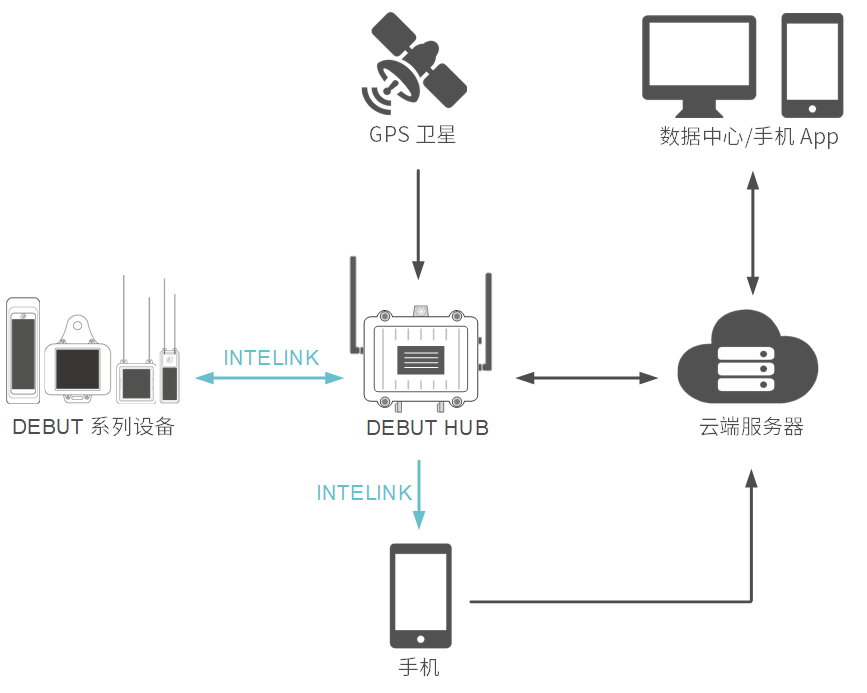 GPS 卫星
数据中心/手机 App
INTELINK
DEBUT 系列设备
DEBUT HUB
云端服务器
INTELINK
手机